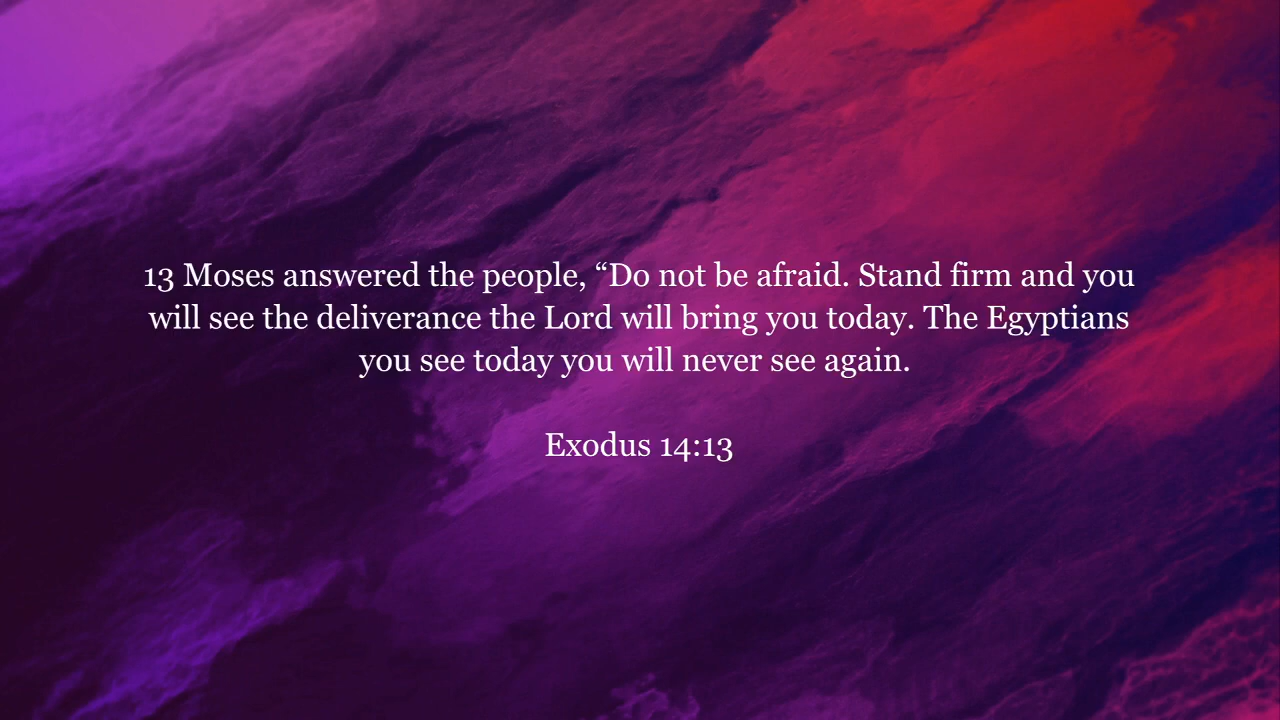 13 Moses answered the people, “Do not be afraid. Stand firm and you
will see the deliverance the Lord will bring you today. The Egyptians
you see today you will never see again.
Exodus 14:13